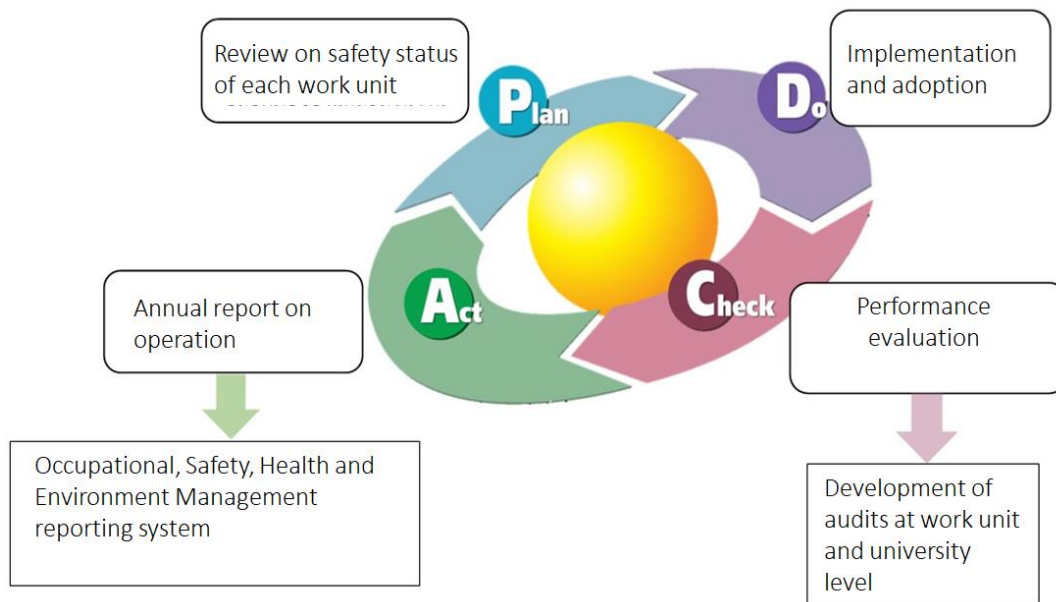 Review on safety status
of each work unit
Plan
Do
Implementation
and adoption
Annual report on
operation
Act
Check
Performance
evaluation
Occupational, Safety, Health and
Environment Management
reporting system
Development of
audits at work unit
and university
level